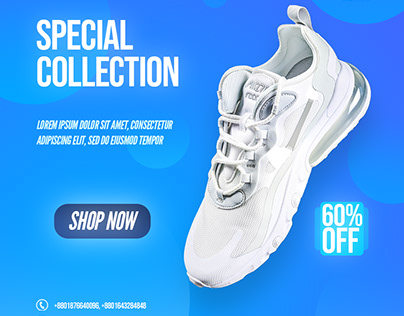 SPECIAL
COLLECTION
LOREM IPSUM DOLOR SIT AMET, CONSECTETUR
ADIPISCING ELIT, SED DO EIUSMOD TEMPOR
SHOP NOW
60%
OFF
+8801876640096, +8801643284848